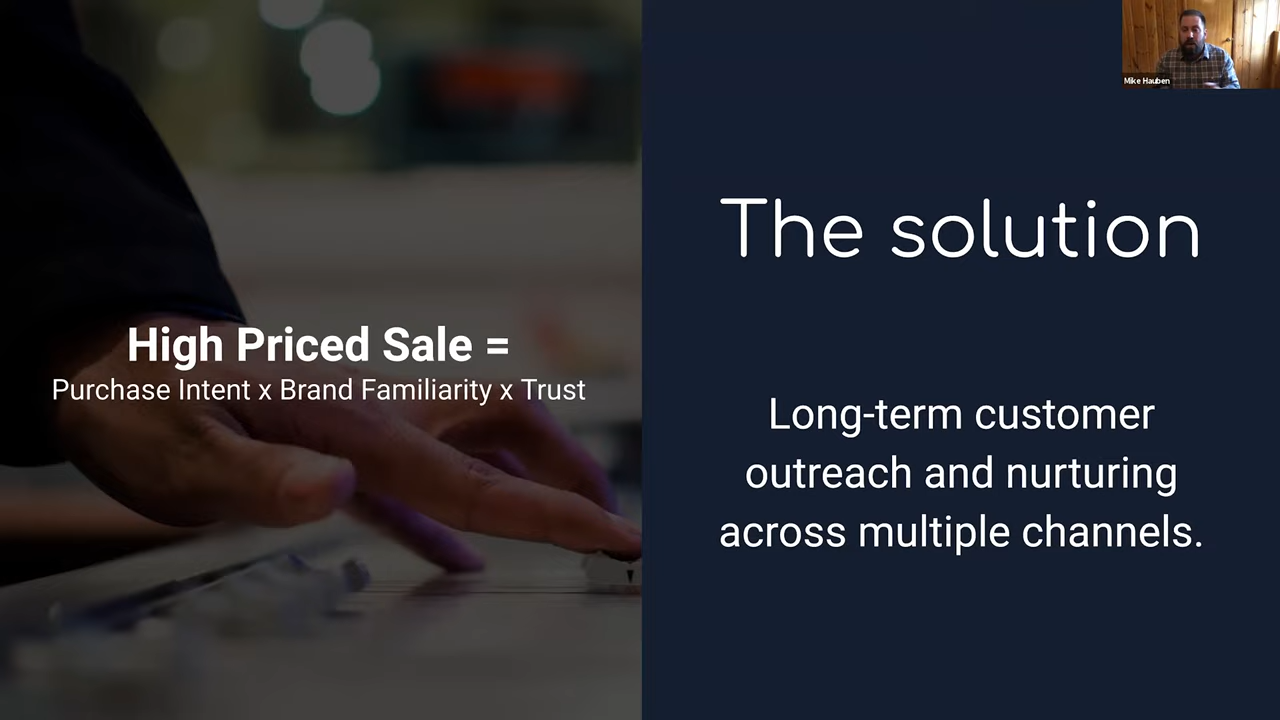 Mike Hauben
High Priced Sale =
Purchase Intent x Brand Familiarity x Trust
The solution
Long-term customer
outreach and nurturing
across multiple channels.